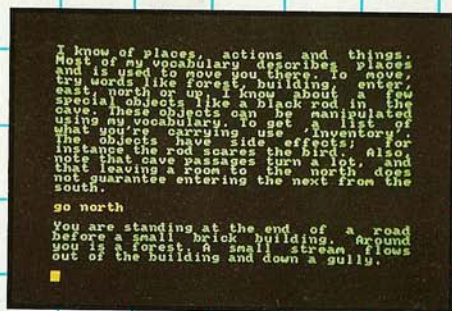 I know of places, actions and things.
Most of my vocabulary describes places
and is used to move you there. To move,
try words like forest, building, enter,
east, north or up. I know about a few
special objects like a black rod in the
cave. These objects can be manipulated
using my vocabulary. To get a list of
what you're carrying use 'Inventory'.
The objects have side effects; for
instance the rod scares the bird. Also,
note that cave passages turn a lot, and
that leaving a room to the north does
not guarantee entering the next from the
south.
go north
You are standing at the end of a road
before a small brick building. Around
you is a forest. A small stream flows
out of the building and down a gully.